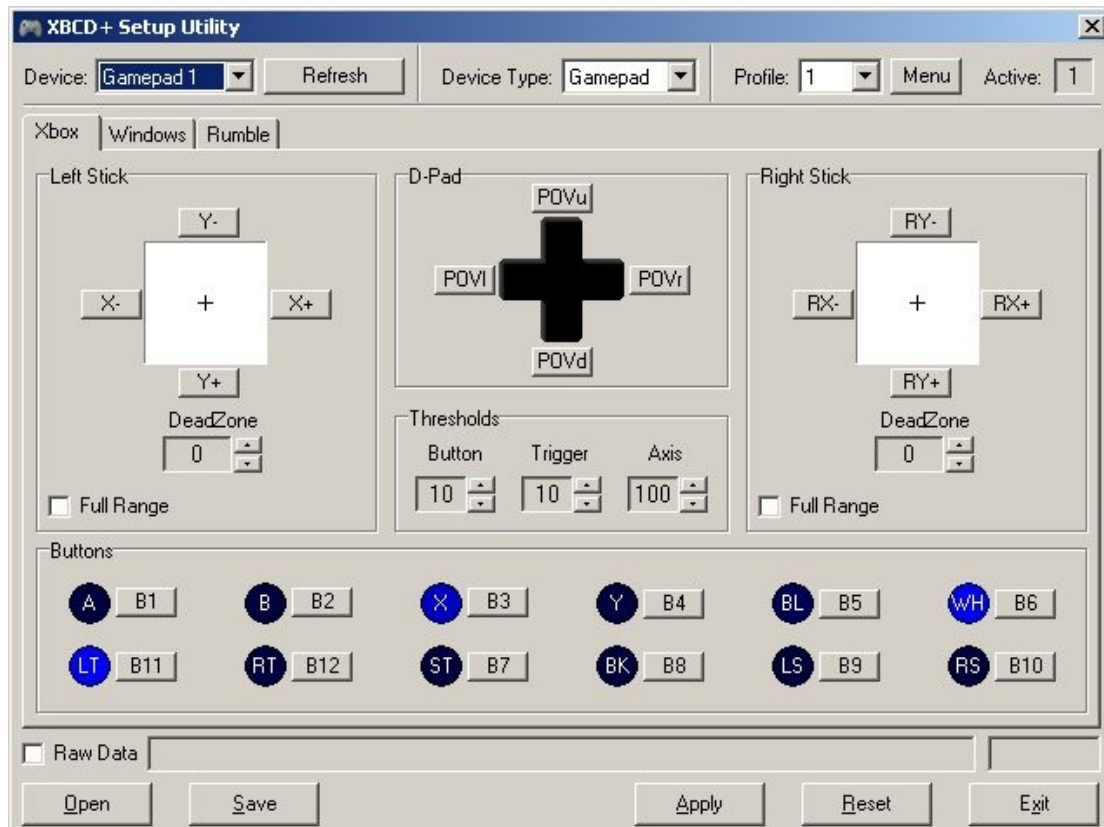 XBCD+ Setup Utility
Device: Gamepad 1 Refresh Device Type: Gamepad Profile: 1 Menu Active: 1
Xbox Windows Rumble
Left Stick D-Pad Right Stick
POVu
Y- RY-
POVl POVr
X- X+ RX- RX+
POVd
Y+ RY+
DeadZone Thresholds DeadZone
0 Button Trigger Axis 0
10 10 100
Full Range Full Range
Buttons
A B1 B B2 X B3 Y B4 BL B5 WH B6
LT B11 RT B12 ST B7 BK B8 LS B9 RS B10
Raw Data
Open Save Apply Reset Exit